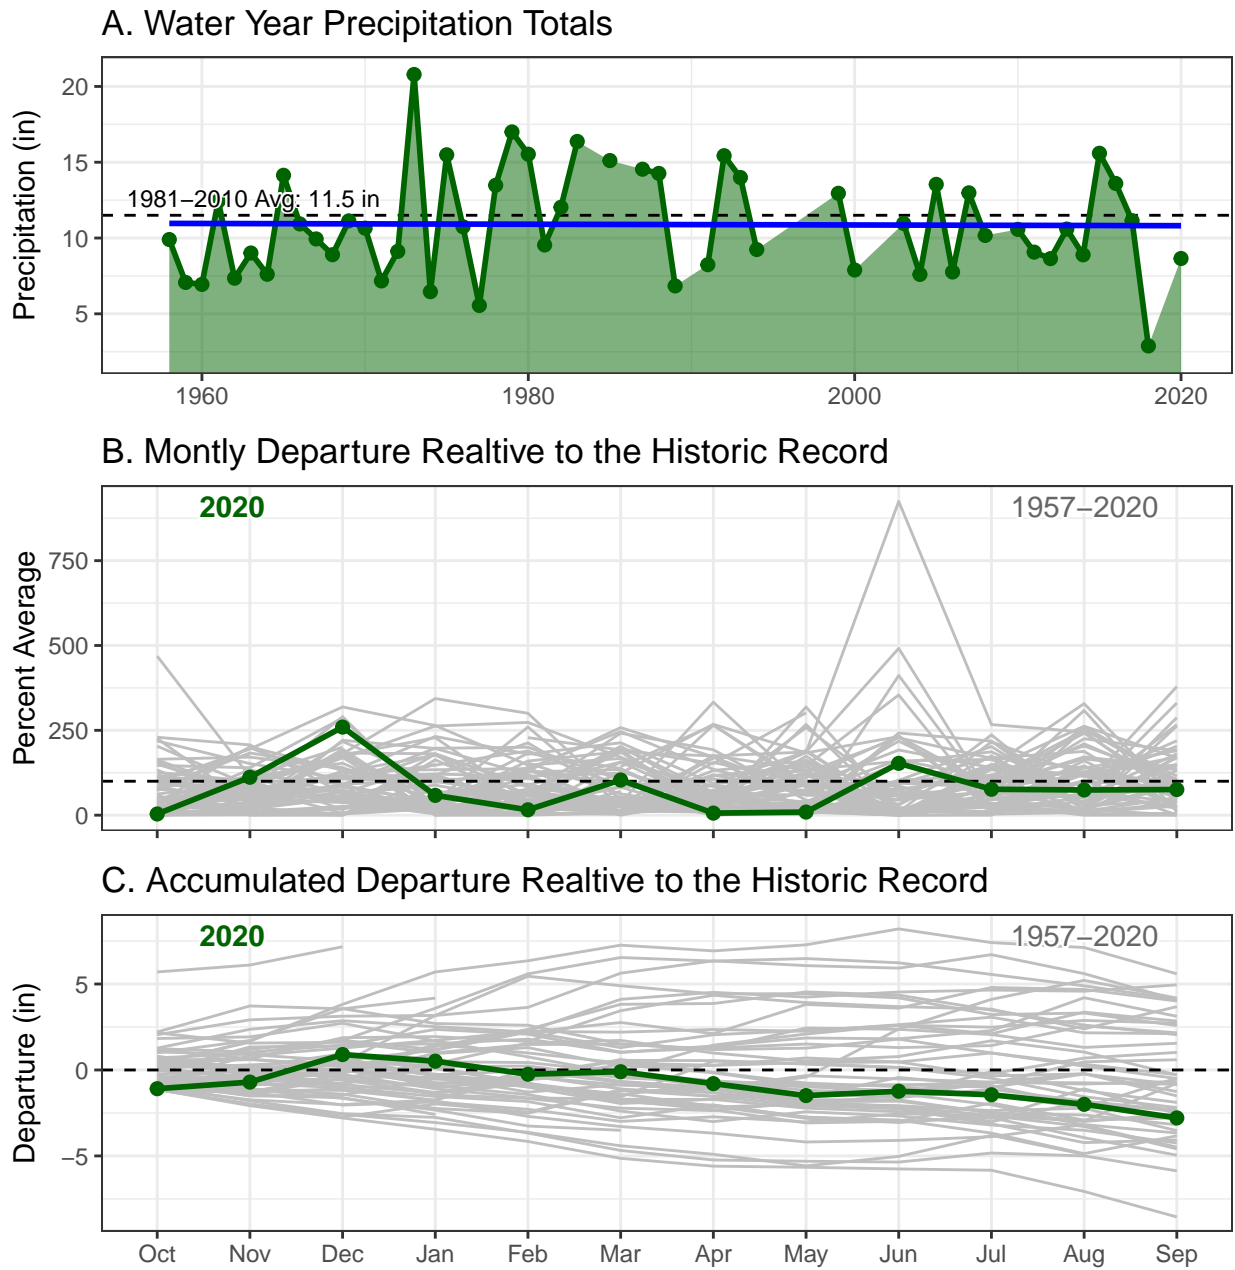 A. Water Year Precipitation Totals
Precipitation (in)
20
15
10
5
1981–2010 Avg: 11.5 in
1960 1980 2000 2020
B. Montly Departure Realtive to the Historic Record
Percent Average
750
500
250
0
2020 1957–2020
C. Accumulated Departure Realtive to the Historic Record
Departure (in)
5
0
–5
2020 1957–2020
Oct Nov Dec Jan Feb Mar Apr May Jun Jul Aug Sep